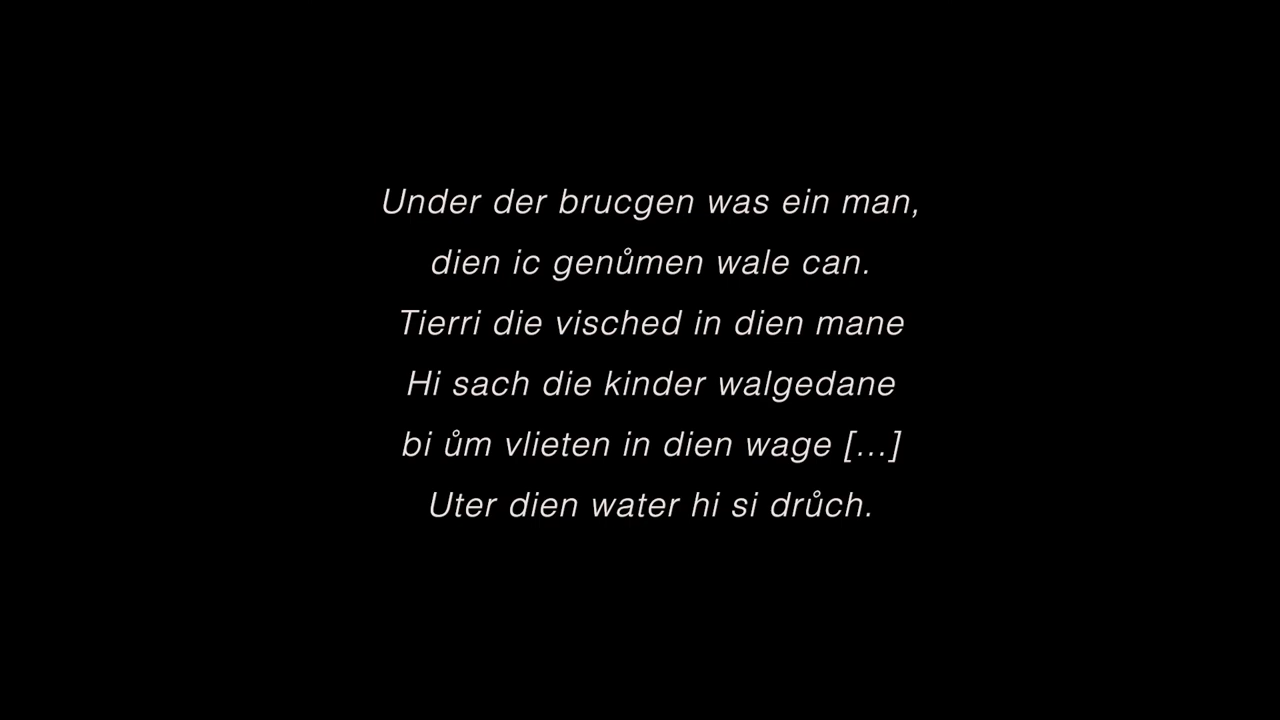 Under der brucgen was ein man,
dien ic genůmen wale can.
Tierri die visched in dien mane
Hi sach die kinder walgedane
bi ům vlieten in dien wage [...]
Uter dien water hi si drůch.